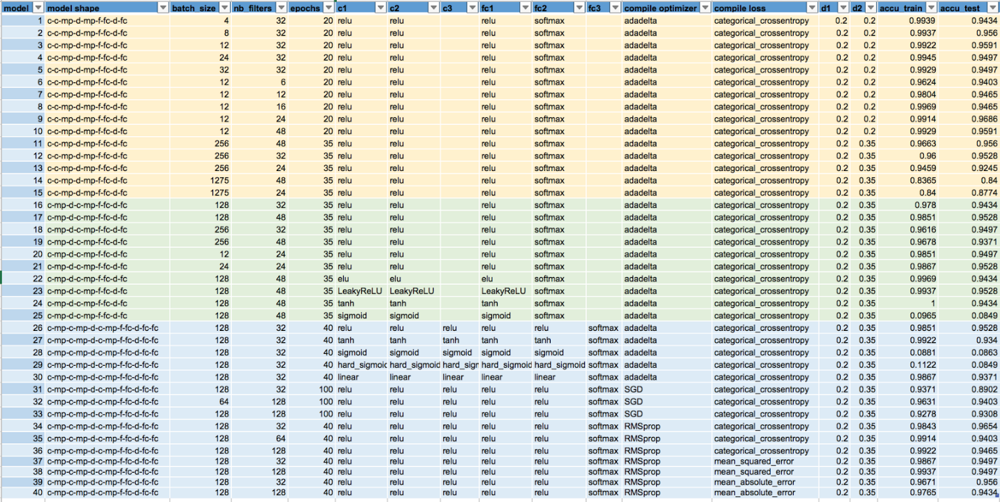 model model shape batch_size nb_filters epochs c1 c2 c3 fc1 fc2 fc3 compile optimizer compile loss d1 d2 accu_train accu_test
1 c-c-mp-d-mp-f-fc-d-fc 4 32 20 relu relu relu softmax adadelta categorical_crossentropy 0.2 0.2 0.9939 0.9434
2 c-c-mp-d-mp-f-fc-d-fc 8 32 20 relu relu relu softmax adadelta categorical_crossentropy 0.2 0.2 0.9937 0.956
3 c-c-mp-d-mp-f-fc-d-fc 12 32 20 relu relu relu softmax adadelta categorical_crossentropy 0.2 0.2 0.9922 0.9591
4 c-c-mp-d-mp-f-fc-d-fc 24 32 20 relu relu relu softmax adadelta categorical_crossentropy 0.2 0.2 0.9945 0.9497
5 c-c-mp-d-mp-f-fc-d-fc 32 32 20 relu relu relu softmax adadelta categorical_crossentropy 0.2 0.2 0.9929 0.9497
6 c-c-mp-d-mp-f-fc-d-fc 12 6 20 relu relu relu softmax adadelta categorical_crossentropy 0.2 0.2 0.9624 0.9403
7 c-c-mp-d-mp-f-fc-d-fc 12 12 20 relu relu relu softmax adadelta categorical_crossentropy 0.2 0.2 0.9804 0.9465
8 c-c-mp-d-mp-f-fc-d-fc 12 16 20 relu relu relu softmax adadelta categorical_crossentropy 0.2 0.2 0.9969 0.9465
9 c-c-mp-d-mp-f-fc-d-fc 12 24 20 relu relu relu softmax adadelta categorical_crossentropy 0.2 0.2 0.9914 0.9686
10 c-c-mp-d-mp-f-fc-d-fc 12 48 20 relu relu relu softmax adadelta categorical_crossentropy 0.2 0.2 0.9929 0.9591
11 c-c-mp-d-mp-f-fc-d-fc 256 48 35 relu relu relu softmax adadelta categorical_crossentropy 0.2 0.35 0.9663 0.956
12 c-c-mp-d-mp-f-fc-d-fc 256 32 35 relu relu relu softmax adadelta categorical_crossentropy 0.2 0.35 0.96 0.9528
13 c-c-mp-d-mp-f-fc-d-fc 256 24 35 relu relu relu softmax adadelta categorical_crossentropy 0.2 0.35 0.9459 0.9245
14 c-c-mp-d-mp-f-fc-d-fc 1275 48 35 relu relu relu softmax adadelta categorical_crossentropy 0.2 0.35 0.8365 0.84
15 c-c-mp-d-mp-f-fc-d-fc 1275 24 35 relu relu relu softmax adadelta categorical_crossentropy 0.2 0.35 0.84 0.8774
16 c-mp-d-c-mp-f-fc-d-fc 128 32 35 relu relu relu softmax adadelta categorical_crossentropy 0.2 0.35 0.978 0.9434
17 c-mp-d-c-mp-f-fc-d-fc 128 48 35 relu relu relu softmax adadelta categorical_crossentropy 0.2 0.35 0.9851 0.9528
18 c-mp-d-c-mp-f-fc-d-fc 256 32 35 relu relu relu softmax adadelta categorical_crossentropy 0.2 0.35 0.9616 0.9497
19 c-mp-d-c-mp-f-fc-d-fc 256 48 35 relu relu relu softmax adadelta categorical_crossentropy 0.2 0.35 0.9678 0.9371
20 c-mp-d-c-mp-f-fc-d-fc 12 24 35 relu relu relu softmax adadelta categorical_crossentropy 0.2 0.35 0.9851 0.9497
21 c-mp-d-c-mp-f-fc-d-fc 24 24 35 relu relu relu softmax adadelta categorical_crossentropy 0.2 0.35 0.9867 0.9528
22 c-mp-d-c-mp-f-fc-d-fc 128 48 35 elu elu elu softmax adadelta categorical_crossentropy 0.2 0.35 0.9969 0.9434
23 c-mp-d-c-mp-f-fc-d-fc 128 48 35 LeakyReLU LeakyReLU LeakyReLU softmax adadelta categorical_crossentropy 0.2 0.35 0.9937 0.9528
24 c-mp-d-c-mp-f-fc-d-fc 128 48 35 tanh tanh tanh softmax adadelta categorical_crossentropy 0.2 0.35 1 0.9434
25 c-mp-d-c-mp-f-fc-d-fc 128 48 35 sigmoid sigmoid sigmoid softmax adadelta categorical_crossentropy 0.2 0.35 0.0965 0.0849
26 c-mp-c-mp-d-c-mp-f-fc-d-fc-fc 128 32 40 relu relu relu relu relu softmax adadelta categorical_crossentropy 0.2 0.35 0.9851 0.9528
27 c-mp-c-mp-d-c-mp-f-fc-d-fc-fc 128 32 40 tanh tanh tanh tanh tanh softmax adadelta categorical_crossentropy 0.2 0.35 0.9922 0.934
28 c-mp-c-mp-d-c-mp-f-fc-d-fc-fc 128 32 40 sigmoid sigmoid sigmoid sigmoid sigmoid softmax adadelta categorical_crossentropy 0.2 0.35 0.0881 0.0863
29 c-mp-c-mp-d-c-mp-f-fc-d-fc-fc 128 32 40 hard_sigmoid hard_sigmoid hard_sigr hard_sigmoid hard_sigmoid softmax adadelta categorical_crossentropy 0.2 0.35 0.1122 0.0849
30 c-mp-c-mp-d-c-mp-f-fc-d-fc-fc 128 32 40 linear linear linear linear linear softmax adadelta categorical_crossentropy 0.2 0.35 0.9867 0.9371
31 c-mp-c-mp-d-c-mp-f-fc-d-fc-fc 128 32 100 relu relu relu relu relu softmax SGD categorical_crossentropy 0.2 0.35 0.9371 0.8902
32 c-mp-c-mp-d-c-mp-f-fc-d-fc-fc 64 128 100 relu relu relu relu relu softmax SGD categorical_crossentropy 0.2 0.35 0.9631 0.9403
33 c-mp-c-mp-d-c-mp-f-fc-d-fc-fc 128 128 100 relu relu relu relu relu softmax SGD categorical_crossentropy 0.2 0.35 0.9278 0.9308
34 c-mp-c-mp-d-c-mp-f-fc-d-fc-fc 128 32 40 relu relu relu relu relu softmax RMSprop categorical_crossentropy 0.2 0.35 0.9843 0.9654
35 c-mp-c-mp-d-c-mp-f-fc-d-fc-fc 128 64 40 relu relu relu relu relu softmax RMSprop categorical_crossentropy 0.2 0.35 0.9914 0.9403
36 c-mp-c-mp-d-c-mp-f-fc-d-fc-fc 128 128 40 relu relu relu relu relu softmax RMSprop categorical_crossentropy 0.2 0.35 0.9922 0.9465
37 c-mp-c-mp-d-c-mp-f-fc-d-fc-fc 128 32 40 relu relu relu relu relu softmax RMSprop mean_squared_error 0.2 0.35 0.9867 0.9497
38 c-mp-c-mp-d-c-mp-f-fc-d-fc-fc 128 128 40 relu relu relu relu relu softmax RMSprop mean_squared_error 0.2 0.35 0.9937 0.9497
39 c-mp-c-mp-d-c-mp-f-fc-d-fc-fc 128 32 40 relu relu relu relu relu softmax RMSprop mean_absolute_error 0.2 0.35 0.9671 0.956
40 c-mp-c-mp-d-c-mp-f-fc-d-fc-fc 128 128 40 relu relu relu relu relu softmax RMSprop mean_absolute_error 0.2 0.35 0.9765 0.9434